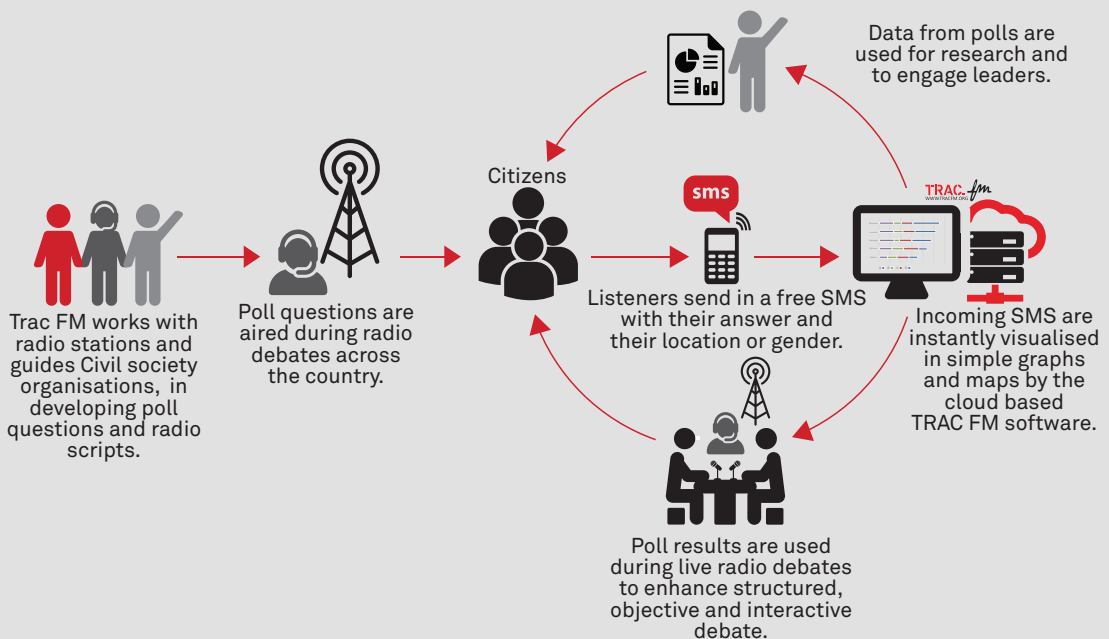 Data from polls are
used for research and
to engage leaders.
Citizens
sms
TRAC. fm
WWW.TRACFM.ORG
Trac FM works with
radio stations and
guides Civil society
organisations, in
developing poll
questions and radio
scripts.
Poll questions are
aired during radio
debates across
the country.
Listeners send in a free SMS
with their answer and
their location or gender.
Incoming SMS are
instantly visualised
in simple graphs
and maps by the
cloud based
TRAC FM software.
Poll results are used
during live radio debates
to enhance structured,
objective and interactive
debate.